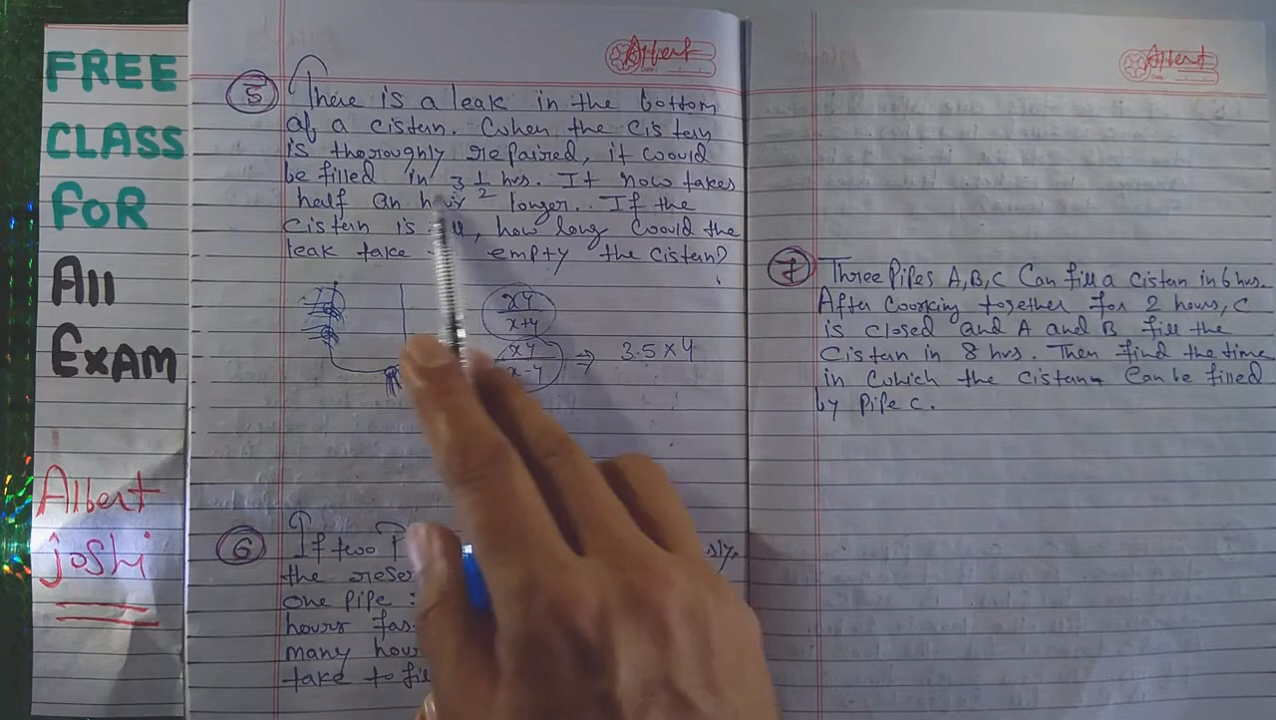 FREE
CLASS
FoR
All
ExAM
Albert
joshi
Albert
5 There is a leak in the bottom
of a cistern. When the cistern
is thoroughly repaired, it would
be filled in 3 1/2 hrs. It now takes
half an hour longer. If the
cistern is, how long would the
leak take empty the cistern?
xy/x+y
xy/x-y ⇒ 3.5 × 4
6 If two
the
one pipe
hours
many
take to
Albert
7 Three Pipes A, B, C Can fill a cistern in 6 hrs.
After working together for 2 hours, C
is closed and A and B fill the
cistern in 8 hrs. Then find the time
in which the cistern Can be filled
by pipe C.